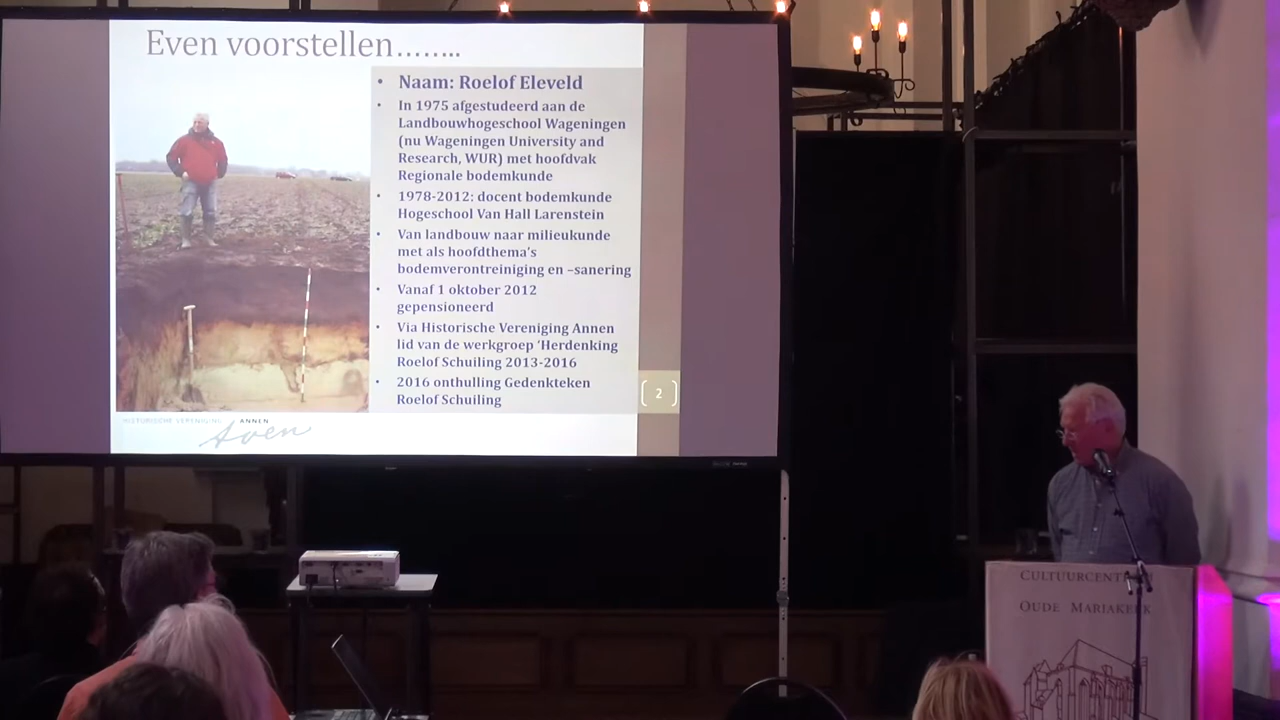 Even voorstellen……..
• Naam: Roelof Eleveld
• In 1975 afgestudeerd aan de
Landbouwhogeschool Wageningen
(nu Wageningen University and
Research, WUR) met hoofdvak
Regionale bodemkunde
• 1978-2012: docent bodemkunde
Hogeschool Van Hall Larenstein
• Van landbouw naar milieukunde
met als hoofdthema's
bodemverontreiniging en –sanering
• Vanaf 1 oktober 2012
gepensioneerd
• Via Historische Vereniging Annen
lid van de werkgroep 'Herdenking
Roelof Schuiling 2013-2016
• 2016 onthulling Gedenkteken
Roelof Schuiling
2
HISTORISCHE VERENIGING ANNEN
CULTUURCENTRUM
OUDE MARIAKERK